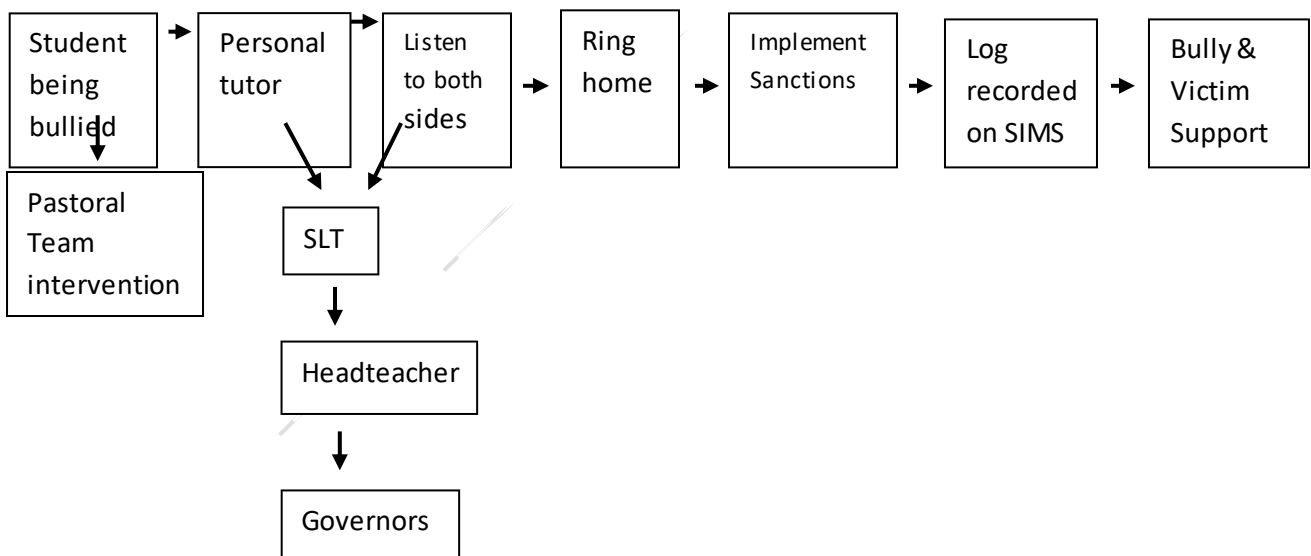 Student
being
bullied
Personal
tutor
Listen
to both
sides
Ring
home
Implement
Sanctions
Log
recorded
on SIMS
Bully &
Victim
Support
Pastoral
Team
intervention
SLT
Headteacher
Governors